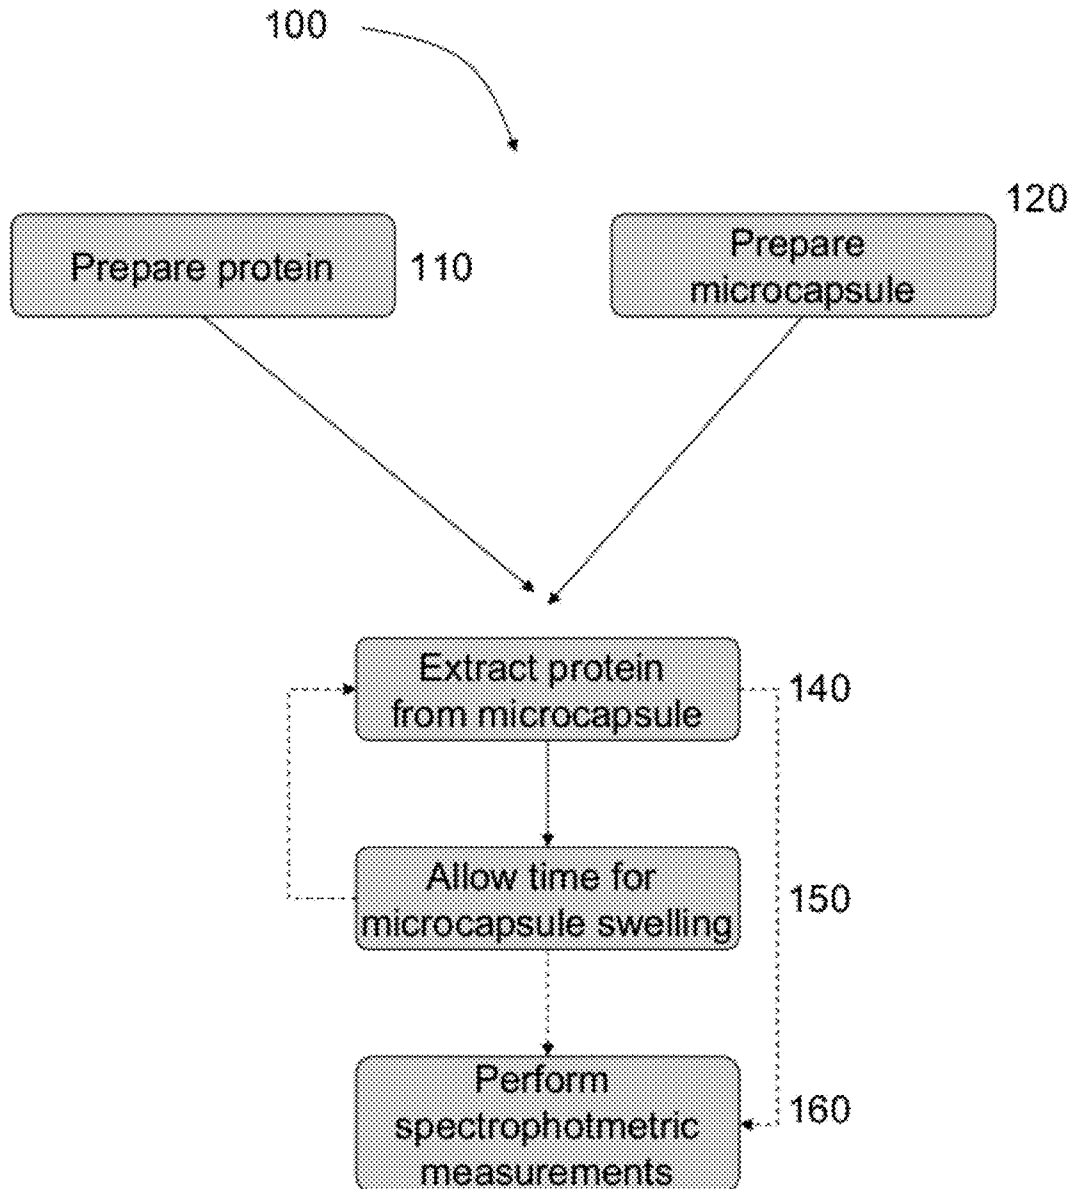 100
120
Prepare protein
110
Prepare
microcapsule
Extract protein
from microcapsule
140
Allow time for
microcapsule swelling
150
Perform
spectrophotmetric
measurements
160